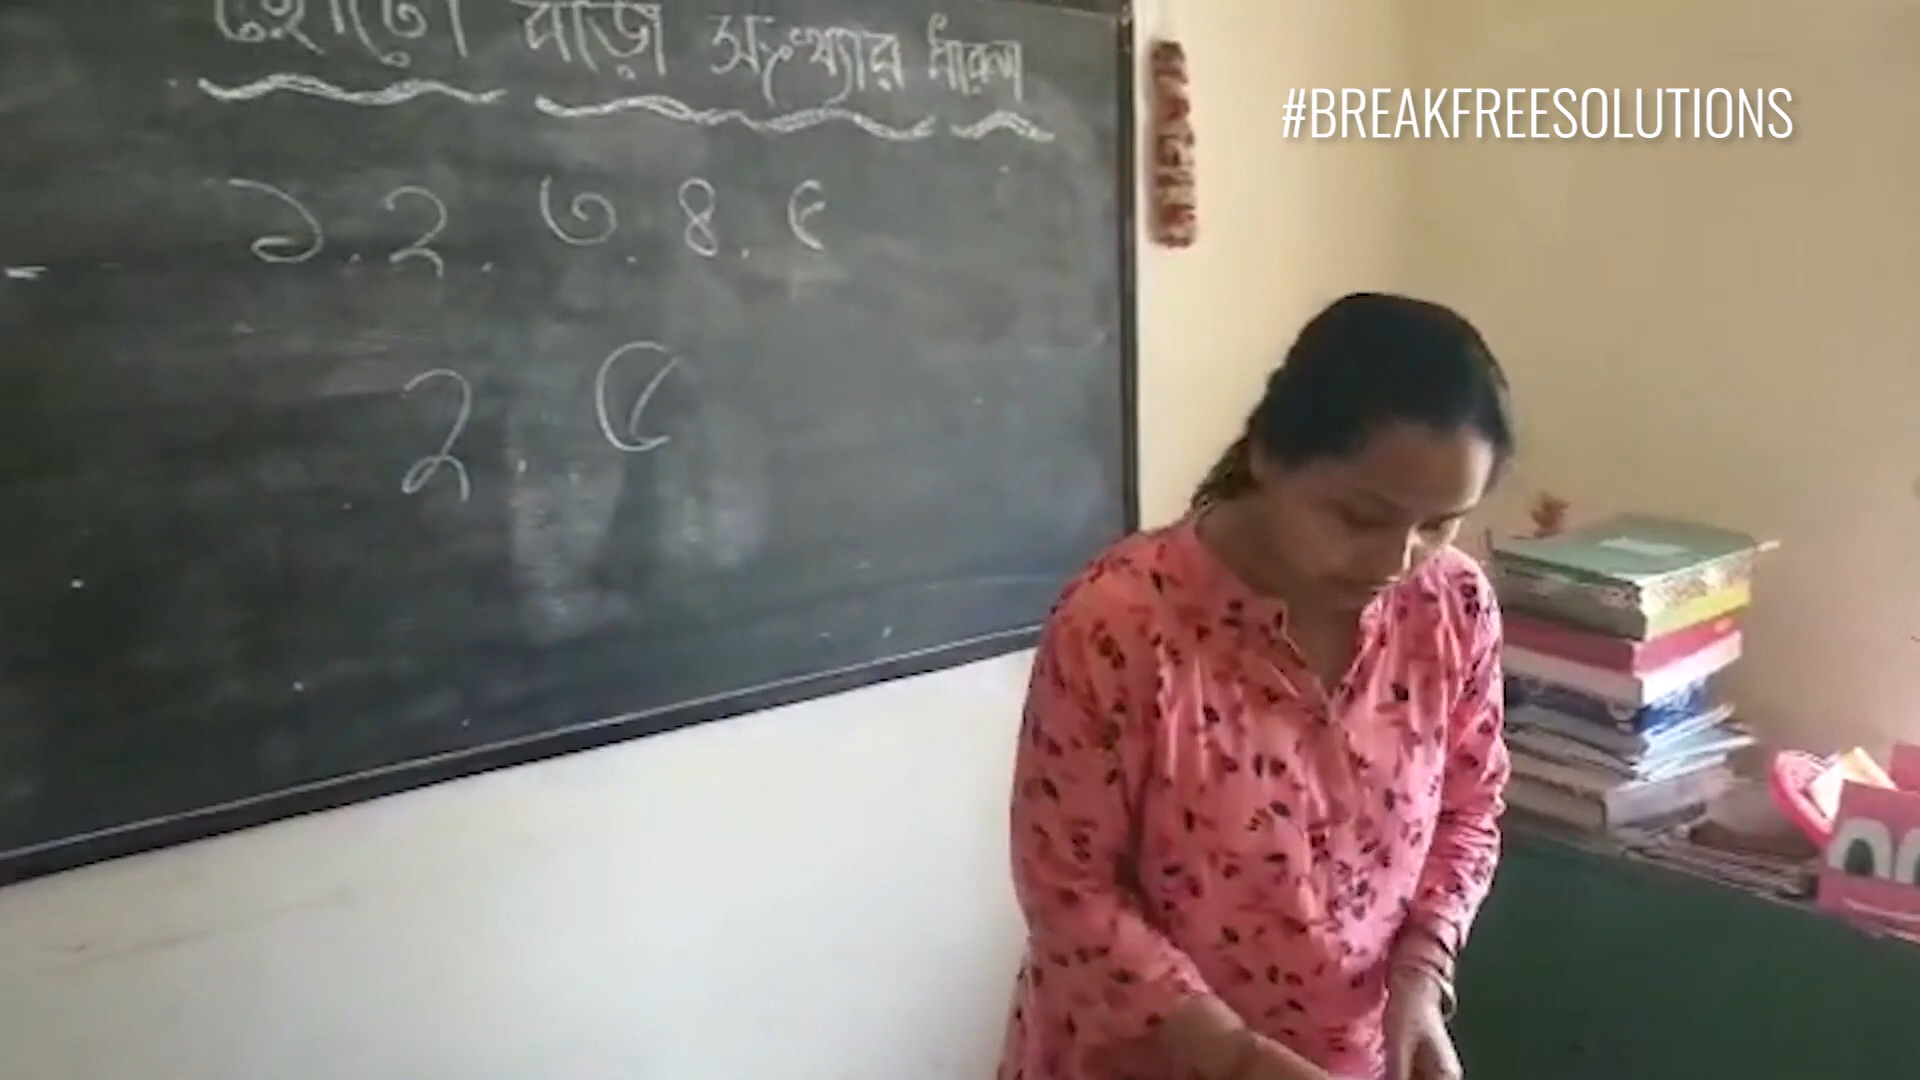 ছোটো বড়ো সংখ্যার ধারণা
#BREAKFREESOLUTIONS
১. ২. ৩. ৪. ৫
২. ৫